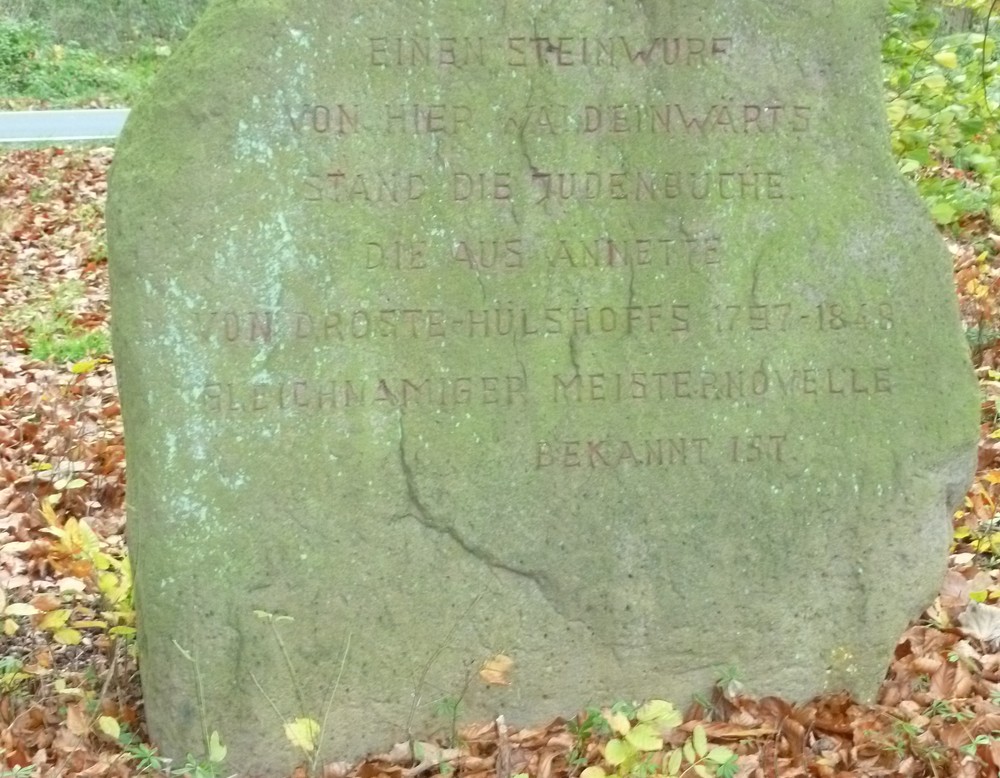 EINEN STEINWURF
VON HIER WALDEINWÄRTS
STAND DIE JUDENBUCHE.
DIE AUS ANNETTE
VON DROSTE-HÜLSHOFFS 1797-1848
GLEICHNAMIGER MEISTERNOVELLE
BEKANNT IST.